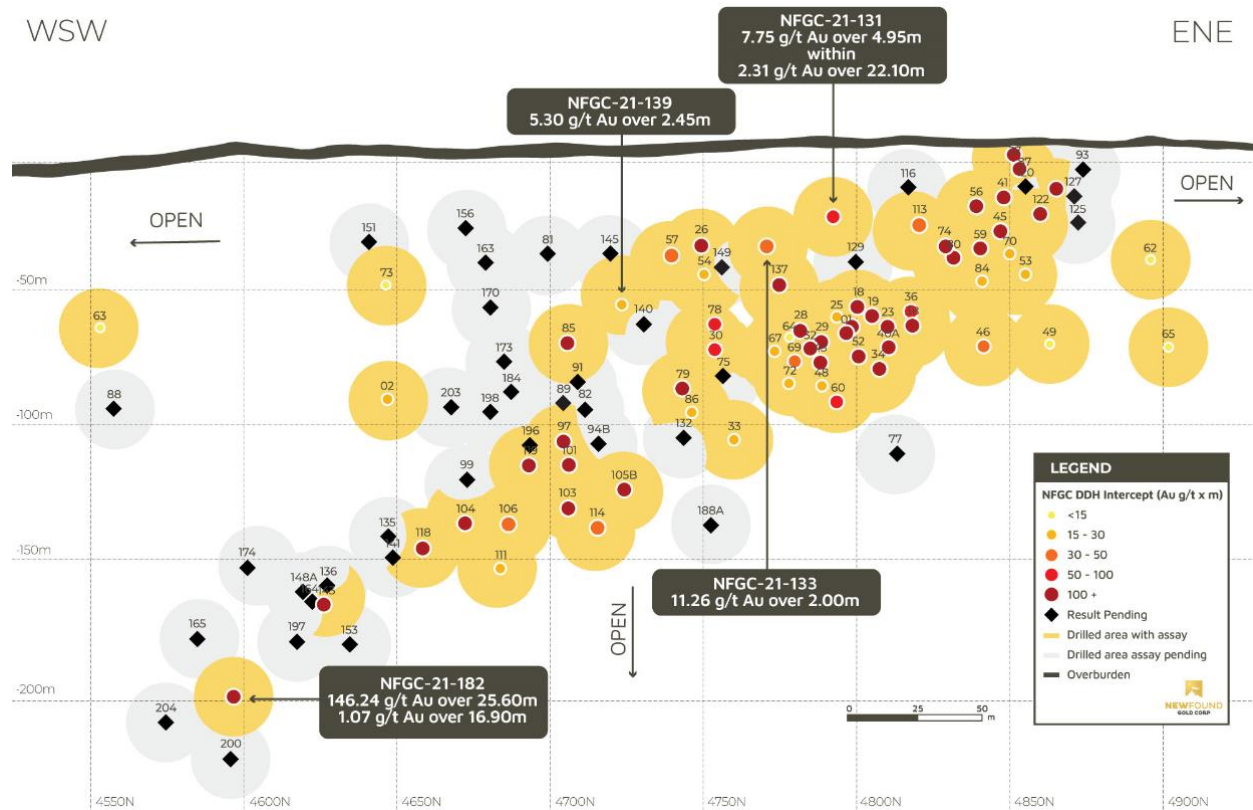 WSW
ENE
NFGC-21-131
7.75 g/t Au over 4.95m
within
2.31 g/t Au over 22.10m
NFGC-21-139
5.30 g/t Au over 2.45m
OPEN
OPEN
93
116
127
125
20
41
56
122
113
45
74
59
70
53
84
62
151
156
163
81
145
57
26
54
149
129
73
170
137
18
19
36
25
23
63
140
78
30
28
64
29
01
67
69
52
34
46
49
65
85
173
91
75
72
48
60
02
203
184
198
89
82
79
86
88
196
97
94B
132
33
77
99
101
105B
104
106
103
114
188A
135
141
118
111
174
148A
136
165
197
153
204
200
-50m
-100m
-150m
-200m
OPEN
NFGC-21-133
11.26 g/t Au over 2.00m
NFGC-21-182
146.24 g/t Au over 25.60m
1.07 g/t Au over 16.90m
LEGEND
NFGC DDH Intercept (Au g/t x m)
<15
15 - 30
30 - 50
50 - 100
100 +
Result Pending
Drilled area with assay
Drilled area assay pending
Overburden
NEWFOUND
GOLD CORP
0 25 50
m
4550N
4600N
4650N
4700N
4750N
4800N
4850N
4900N